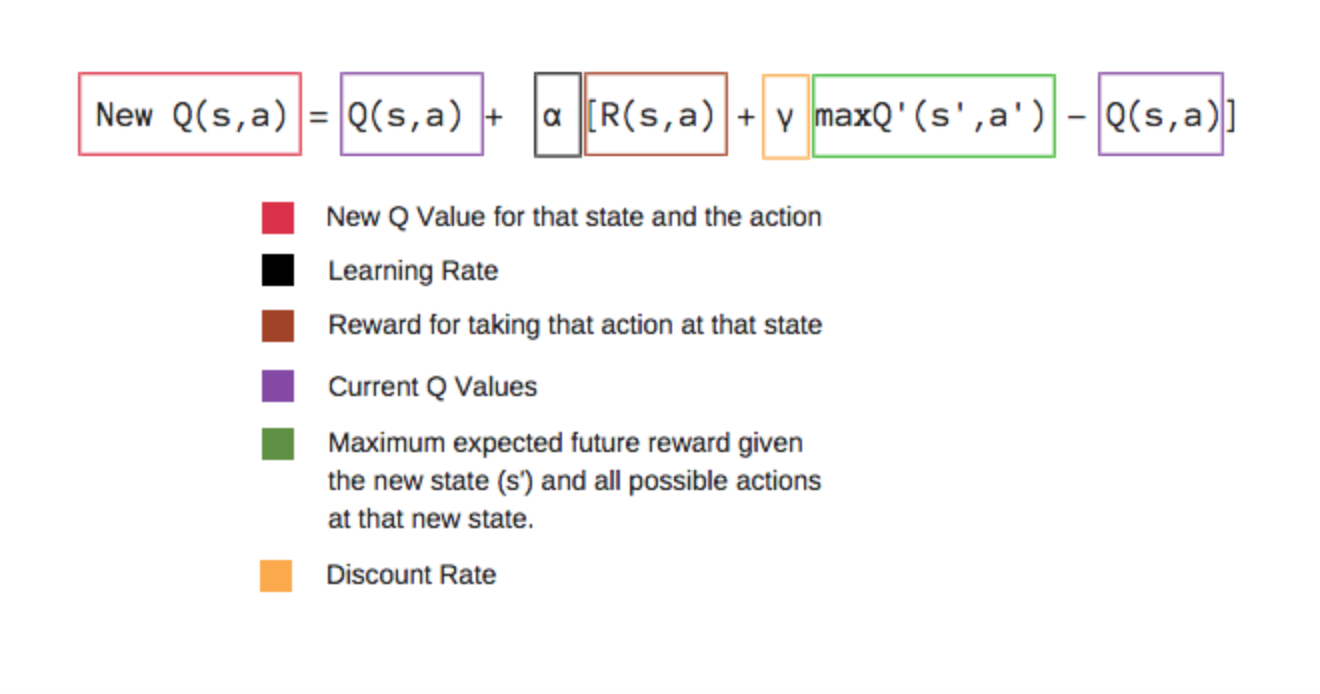 New Q(s,a) = Q(s,a) + α [R(s,a) + γ maxQ'(s',a') − Q(s,a)]
New Q Value for that state and the action
Learning Rate
Reward for taking that action at that state
Current Q Values
Maximum expected future reward given
the new state (s') and all possible actions
at that new state.
Discount Rate